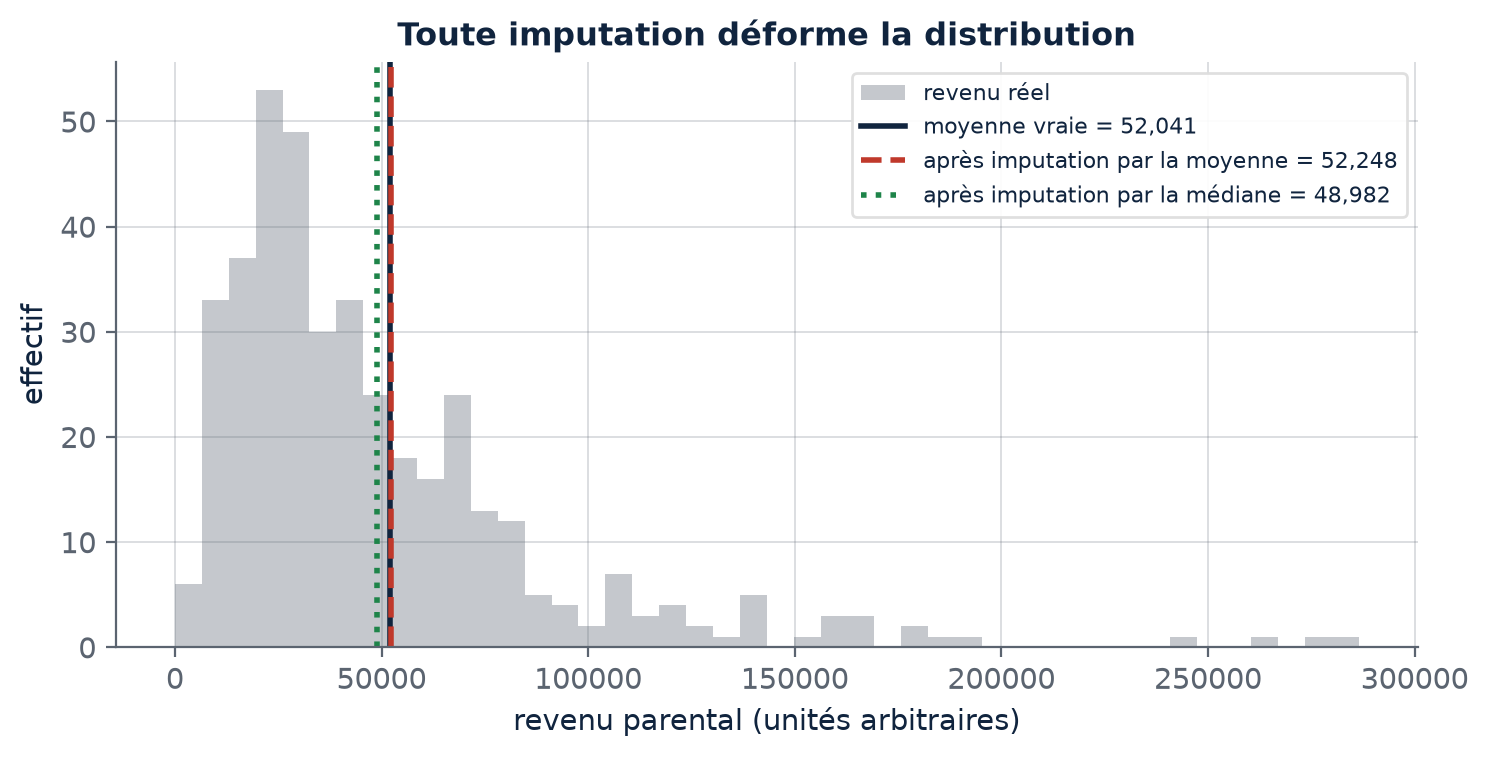 Toute imputation déforme la distribution
revenu réel
moyenne vraie = 52,041
après imputation par la moyenne = 52,248
après imputation par la médiane = 48,982
effectif
50
40
30
20
10
0
0 50000 100000 150000 200000 250000 300000
revenu parental (unités arbitraires)